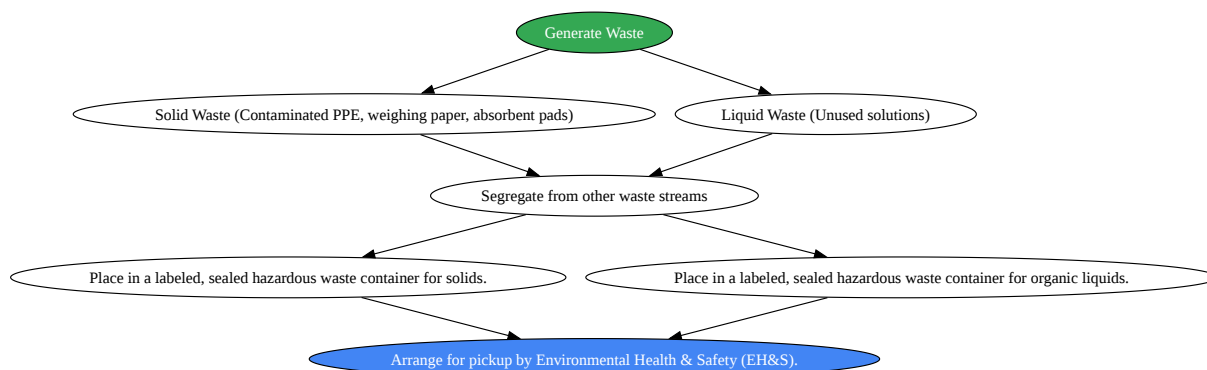 Generate Waste
Solid Waste (Contaminated PPE, weighing paper, absorbent pads)
Liquid Waste (Unused solutions)
Segregate from other waste streams
Place in a labeled, sealed hazardous waste container for solids.
Place in a labeled, sealed hazardous waste container for organic liquids.
Arrange for pickup by Environmental Health & Safety (EH&S).